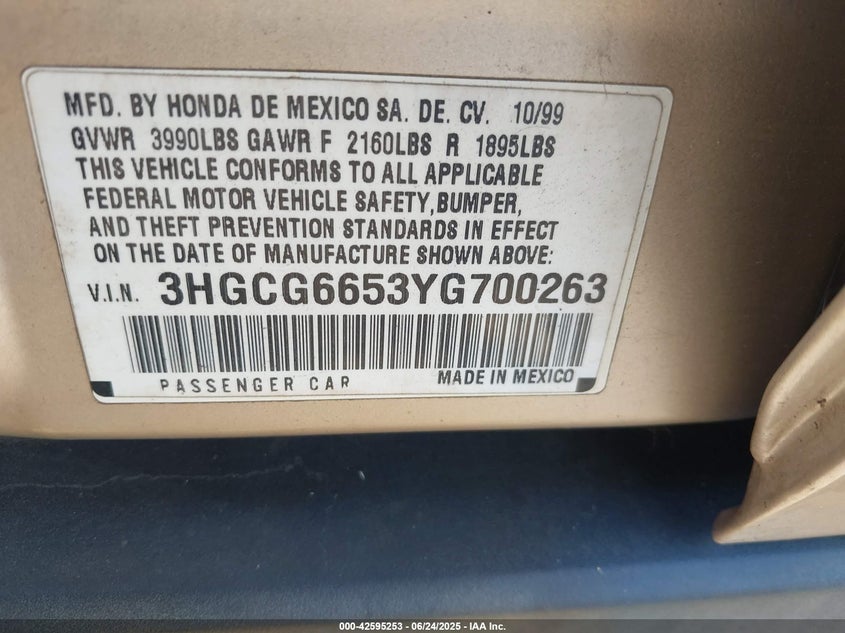 MFD. BY HONDA DE MEXICO SA. DE. CV. 10/99
GVWR 3990LBS GAWR F 2160LBS R 1895LBS
THIS VEHICLE CONFORMS TO ALL APPLICABLE
FEDERAL MOTOR VEHICLE SAFETY,BUMPER,
AND THEFT PREVENTION STANDARDS IN EFFECT
ON THE DATE OF MANUFACTURE SHOWN ABOVE:
V.I.N. 3HGCG6653YG700263
PASSENGER CAR MADE IN MEXICO
000-42595253 - 06/24/2025 - IAA Inc.